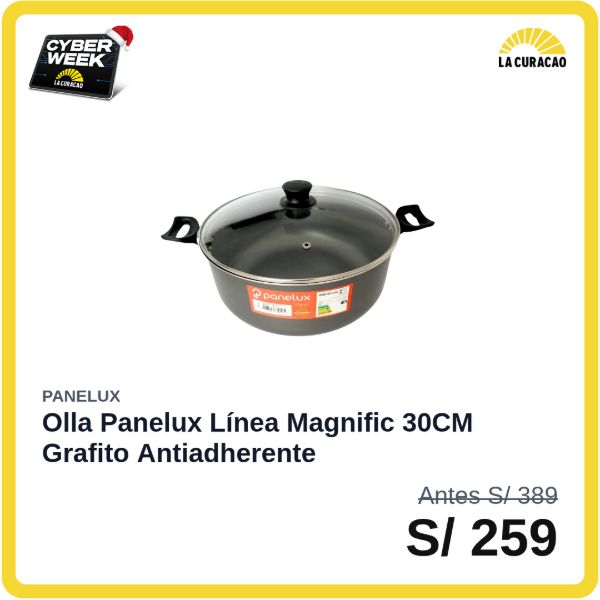 CYBER
WEEK
LA CURACAO
LA CURACAO
panelux
PANELUX
Olla Panelux Línea Magnific 30CM
Grafito Antiadherente
Antes S/ 389
S/ 259